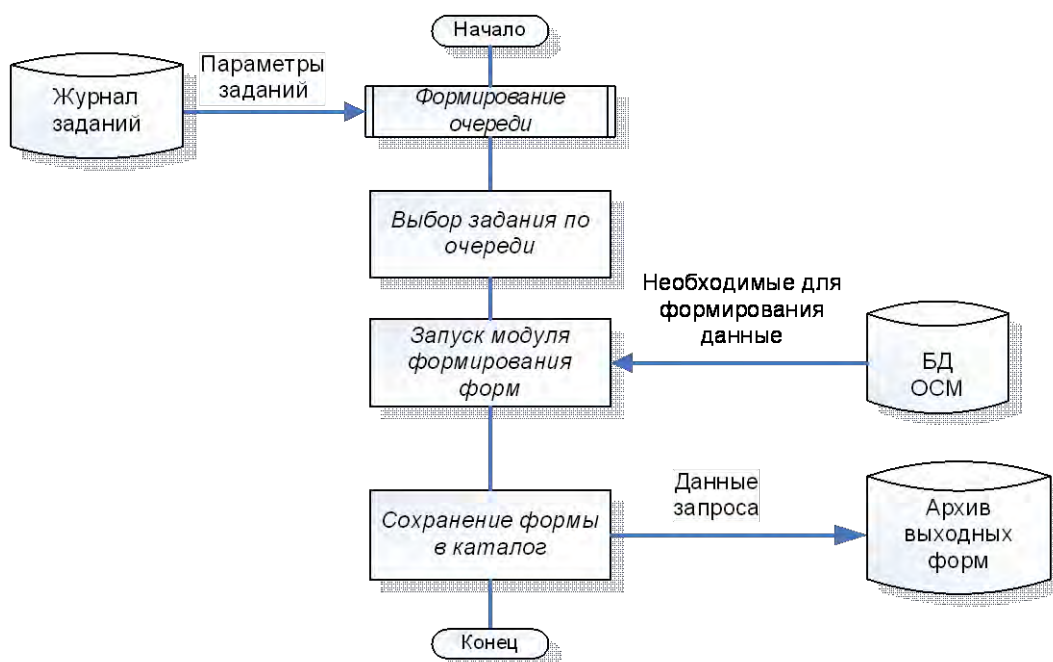 Начало
Журнал
заданий
Параметры
заданий
Формирование
очереди
Выбор задания по
очереди
Необходимые для
формирования
данные
Запуск модуля
формирования
форм
БД
ОСМ
Сохранение формы
в каталог
Данные
запроса
Архив
выходных
форм
Конец